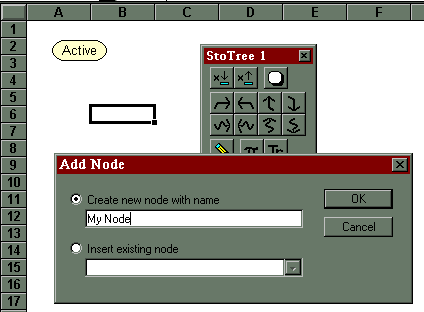 A B C D E F
1
2
3
4
5
6
7
8
9
10
11
12
13
14
15
16
17
Active
StoTree 1
Add Node
Create new node with name
My Node
Insert existing node
OK
Cancel